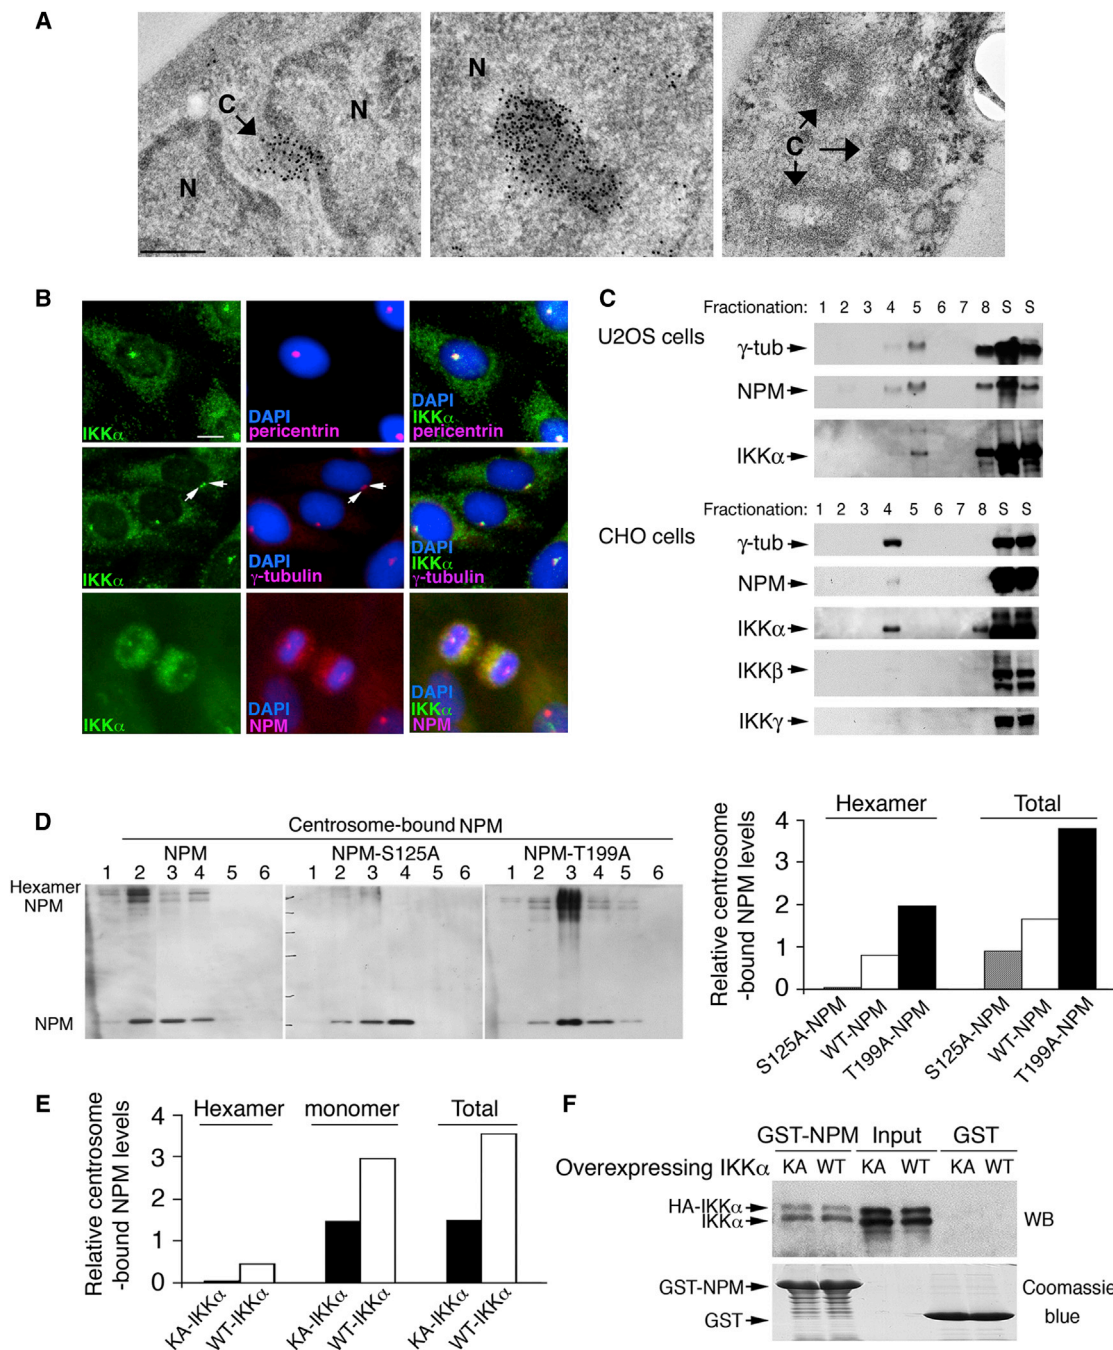 A
C
N
N
N
C
B
IKKα
DAPI
pericentrin
DAPI
IKKα
pericentrin
IKKα
DAPI
γ-tubulin
DAPI
IKKα
γ-tubulin
IKKα
DAPI
NPM
DAPI
IKKα
NPM
C
Fractionation: 1 2 3 4 5 6 7 8 S S
U2OS cells
γ-tub
NPM
IKKα
Fractionation: 1 2 3 4 5 6 7 8 S S
CHO cells
γ-tub
NPM
IKKα
IKKβ
IKKγ
D
Centrosome-bound NPM
NPM NPM-S125A NPM-T199A
1 2 3 4 5 6 1 2 3 4 5 6 1 2 3 4 5 6
Hexamer
NPM
NPM
Relative centrosome
-bound NPM levels
Hexamer Total
4
3
2
1
0
S125A-NPM
WT-NPM
T199A-NPM
S125A-NPM
WT-NPM
T199A-NPM
E
Relative centrosome
-bound NPM levels
Hexamer monomer Total
4
3
2
1
0
KA-IKKα
WT-IKKα
KA-IKKα
WT-IKKα
KA-IKKα
WT-IKKα
F
GST-NPM Input GST
Overexpressing IKKα KA WT KA WT KA WT
HA-IKKα
IKKα
WB
GST-NPM
GST
Coomassie
blue